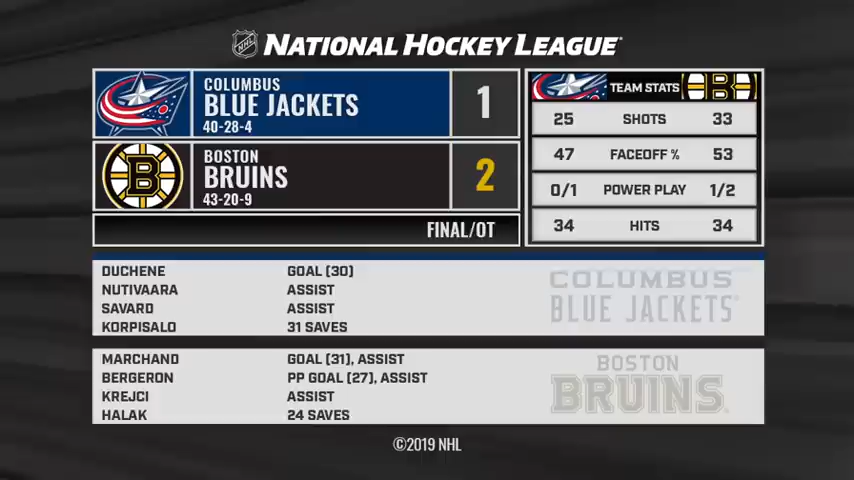 NHL NATIONAL HOCKEY LEAGUE
COLUMBUS
BLUE JACKETS
40-28-4
1
BOSTON
BRUINS
43-20-9
2
FINAL/OT
TEAM STATS
25 SHOTS 33
47 FACEOFF % 53
0/1 POWER PLAY 1/2
34 HITS 34
DUCHENE GOAL (30)
NUTIVAARA ASSIST
SAVARD ASSIST
KORPISALO 31 SAVES
COLUMBUS
BLUE JACKETS
MARCHAND GOAL (31), ASSIST
BERGERON PP GOAL (27), ASSIST
KREJCI ASSIST
HALAK 24 SAVES
BOSTON
BRUINS
©2019 NHL